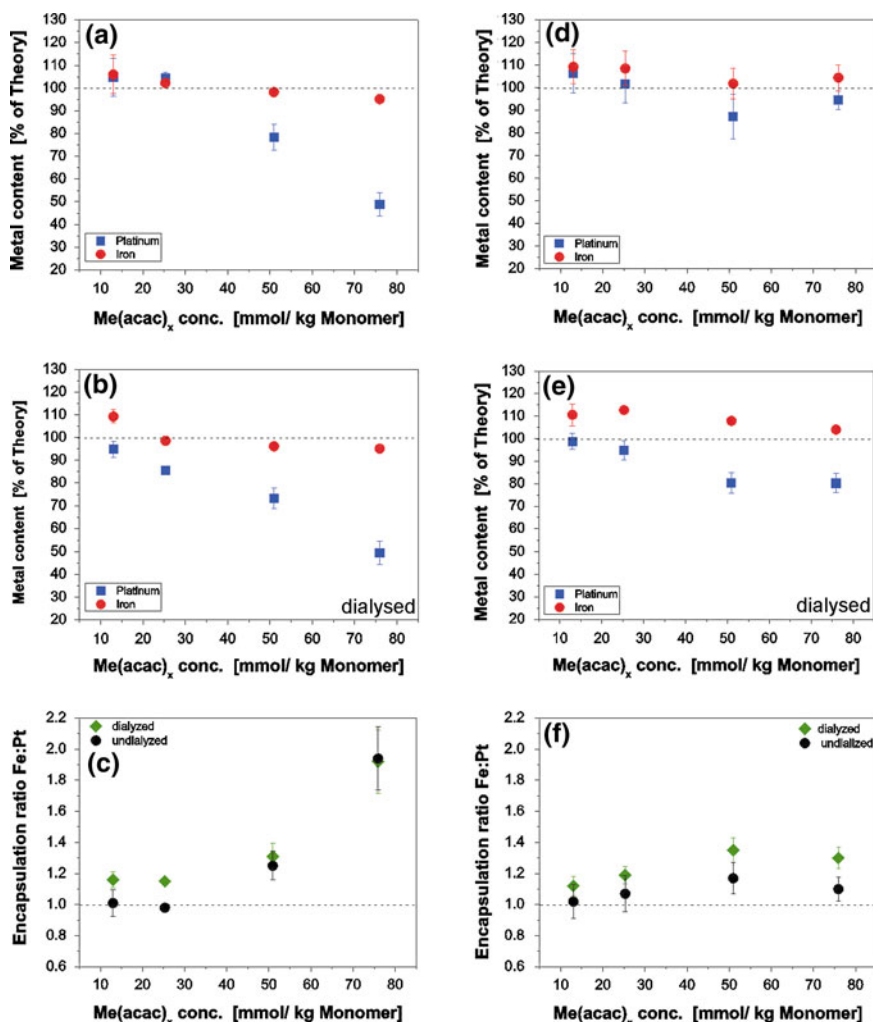 (a)
Metal content [% of Theory]
130
120
110
100
90
80
70
60
50
40
30
20
Platinum
Iron
10 20 30 40 50 60 70 80
Me(acac)x conc. [mmol/ kg Monomer]
(d)
Metal content [% of Theory]
130
120
110
100
90
80
70
60
50
40
30
20
Platinum
Iron
10 20 30 40 50 60 70 80
Me(acac)x conc. [mmol/ kg Monomer]
(b)
Metal content [% of Theory]
130
120
110
100
90
80
70
60
50
40
30
20
Platinum
Iron
dialysed
10 20 30 40 50 60 70 80
Me(acac)x conc. [mmol/ kg Monomer]
(e)
Metal content [% of Theory]
130
120
110
100
90
80
70
60
50
40
30
20
Platinum
Iron
dialysed
10 20 30 40 50 60 70 80
Me(acac)x conc. [mmol/ kg Monomer]
dialyzed
undialyzed
(c)
Encapsulation ratio Fe:Pt
2.2
2.0
1.8
1.6
1.4
1.2
1.0
0.8
0.6
10 20 30 40 50 60 70 80
Me(acac)x conc. [mmol/ kg Monomer]
(f)
dialyzed
undialized
Encapsulation ratio Fe:Pt
2.2
2.0
1.8
1.6
1.4
1.2
1.0
0.8
0.6
10 20 30 40 50 60 70 80
Me(acac)x conc. [mmol/ kg Monomer]